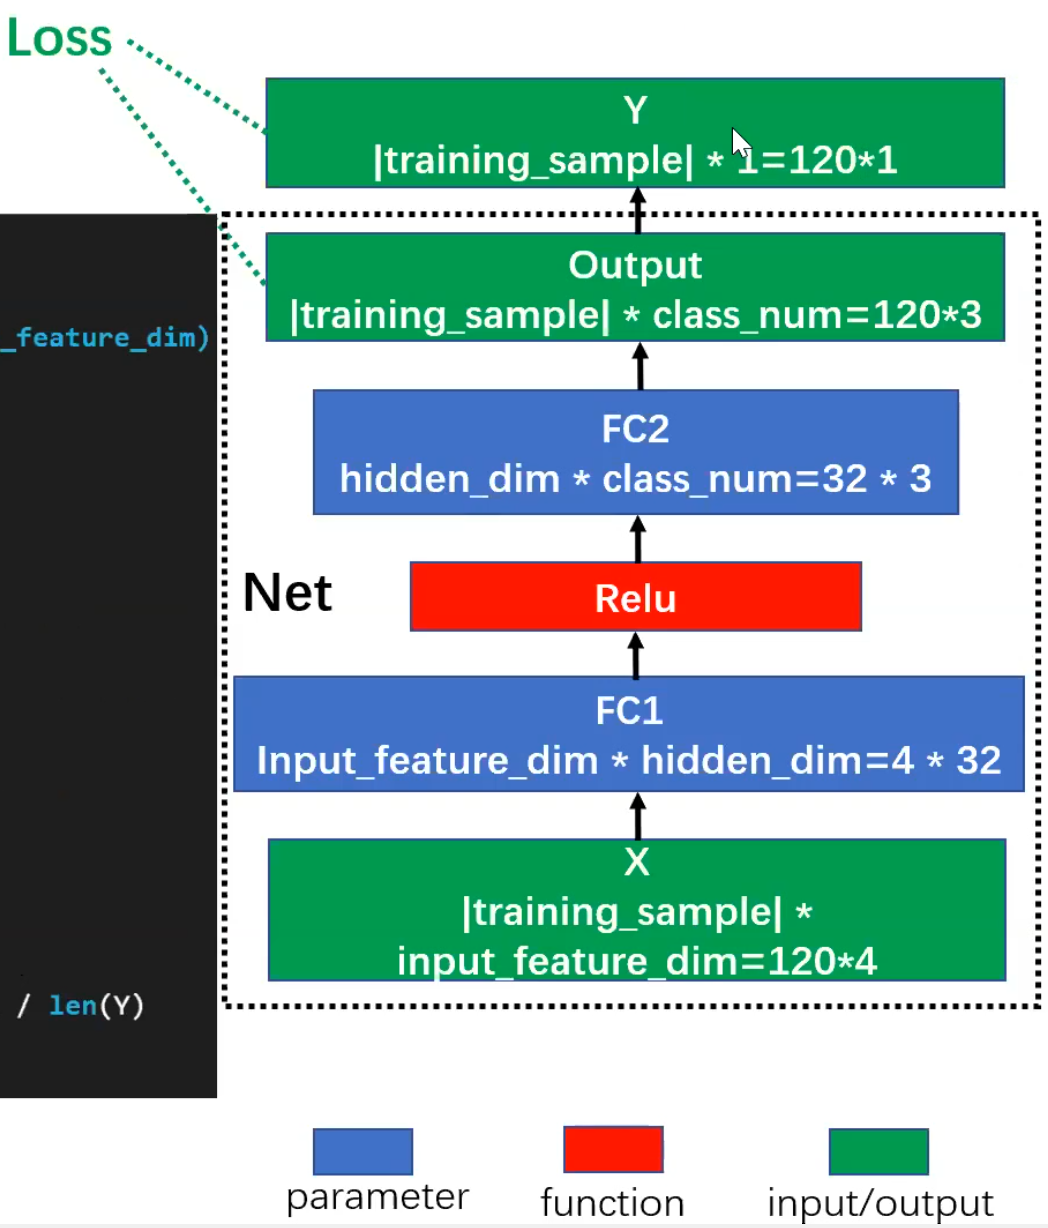 Loss
Y
|training_sample| * 1=120*1
Output
|training_sample| * class_num=120*3
_feature_dim)
FC2
hidden_dim * class_num=32 * 3
Net
Relu
FC1
Input_feature_dim * hidden_dim=4 * 32
X
|training_sample| *
input_feature_dim=120*4
/ len(Y)
parameter
function
input/output